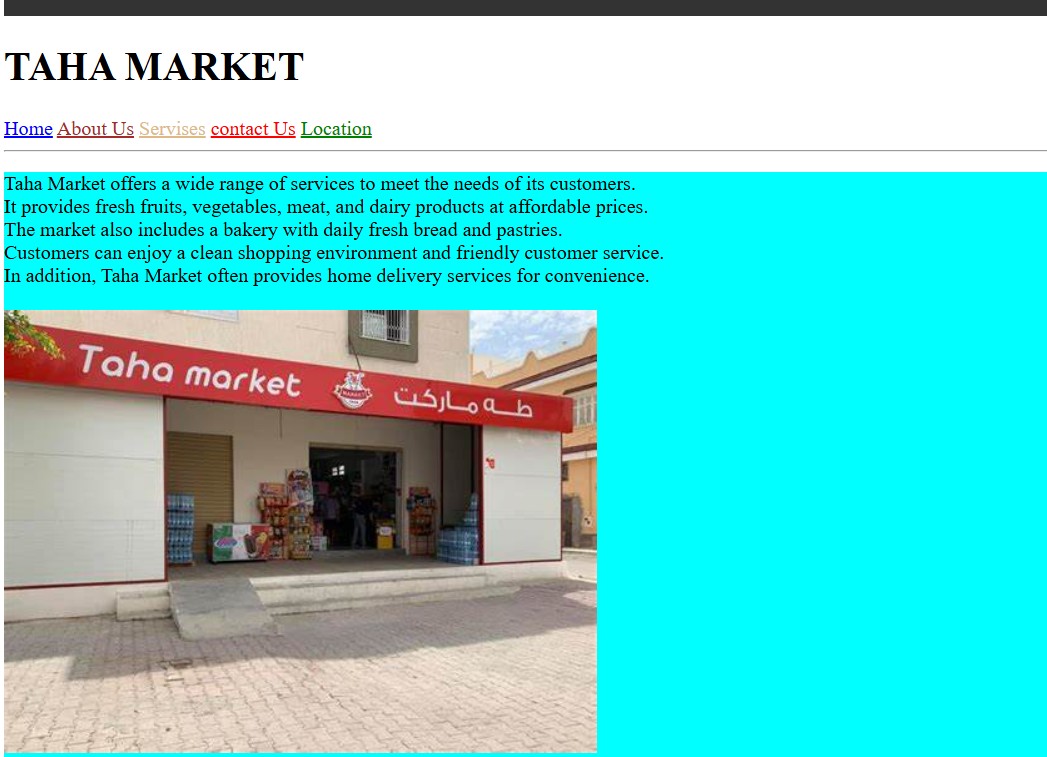 TAHA MARKET
Home About Us Servises contact Us Location
Taha Market offers a wide range of services to meet the needs of its customers.
It provides fresh fruits, vegetables, meat, and dairy products at affordable prices.
The market also includes a bakery with daily fresh bread and pastries.
Customers can enjoy a clean shopping environment and friendly customer service.
In addition, Taha Market often provides home delivery services for convenience.
Taha market MARKET طه ماركت